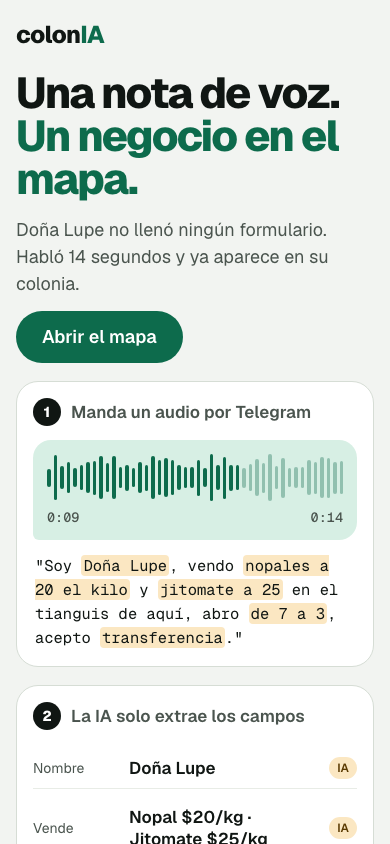 colonIA
Una nota de voz.
Un negocio en el
mapa.
Doña Lupe no llenó ningún formulario.
Habló 14 segundos y ya aparece en su
colonia.
Abrir el mapa
1 Manda un audio por Telegram
0:09 0:14
"Soy Doña Lupe, vendo nopales a
20 el kilo y jitomate a 25 en el
tianguis de aquí, abro de 7 a 3,
acepto transferencia."
2 La IA solo extrae los campos
Nombre Doña Lupe IA
Vende Nopal $20/kg · IA
Jitomate $25/kg